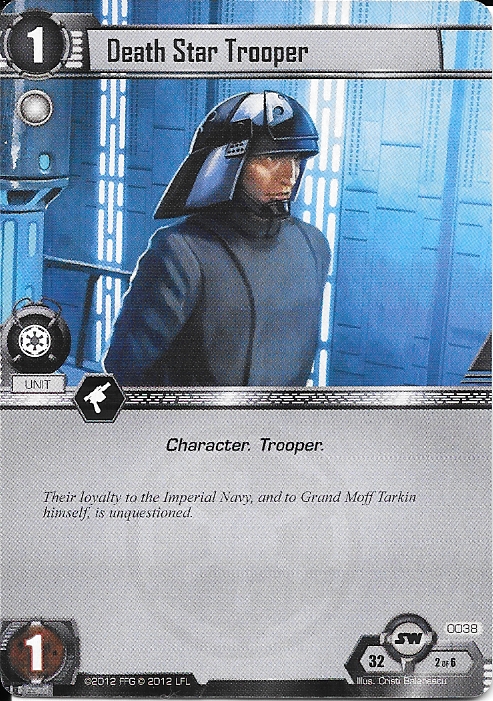 1
Death Star Trooper
UNIT
Character. Trooper.
Their loyalty to the Imperial Navy, and to Grand Moff Tarkin
himself, is unquestioned.
0038
SW
32
2 OF 6
1
©2012 FFG © 2012 LFL
Illus. Cristi Balanescu